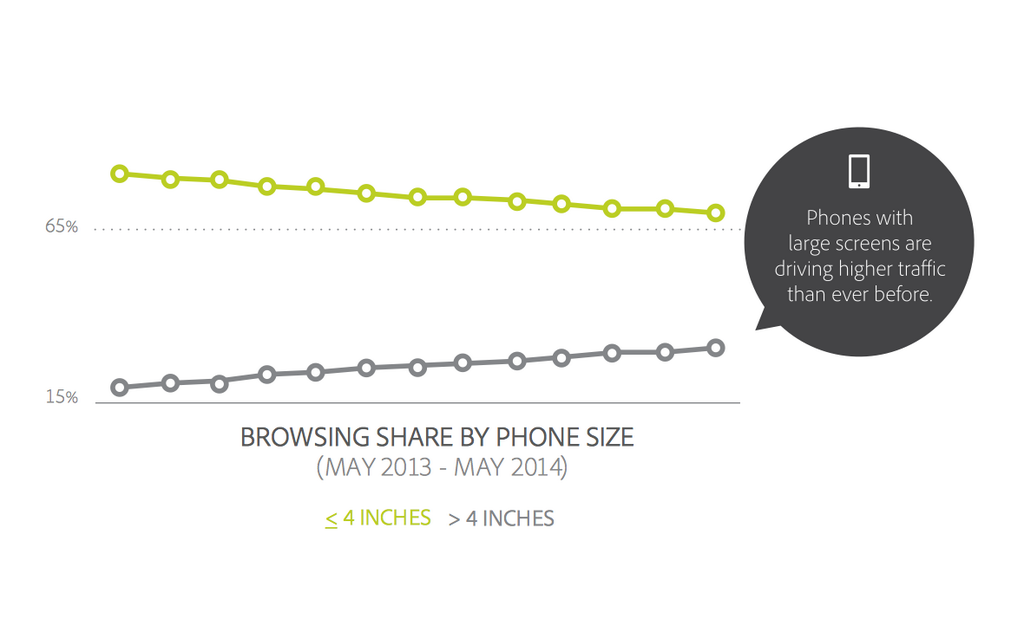 65%
Phones with
large screens are
driving higher traffic
than ever before.
15%
BROWSING SHARE BY PHONE SIZE
(MAY 2013 - MAY 2014)
≤ 4 INCHES > 4 INCHES